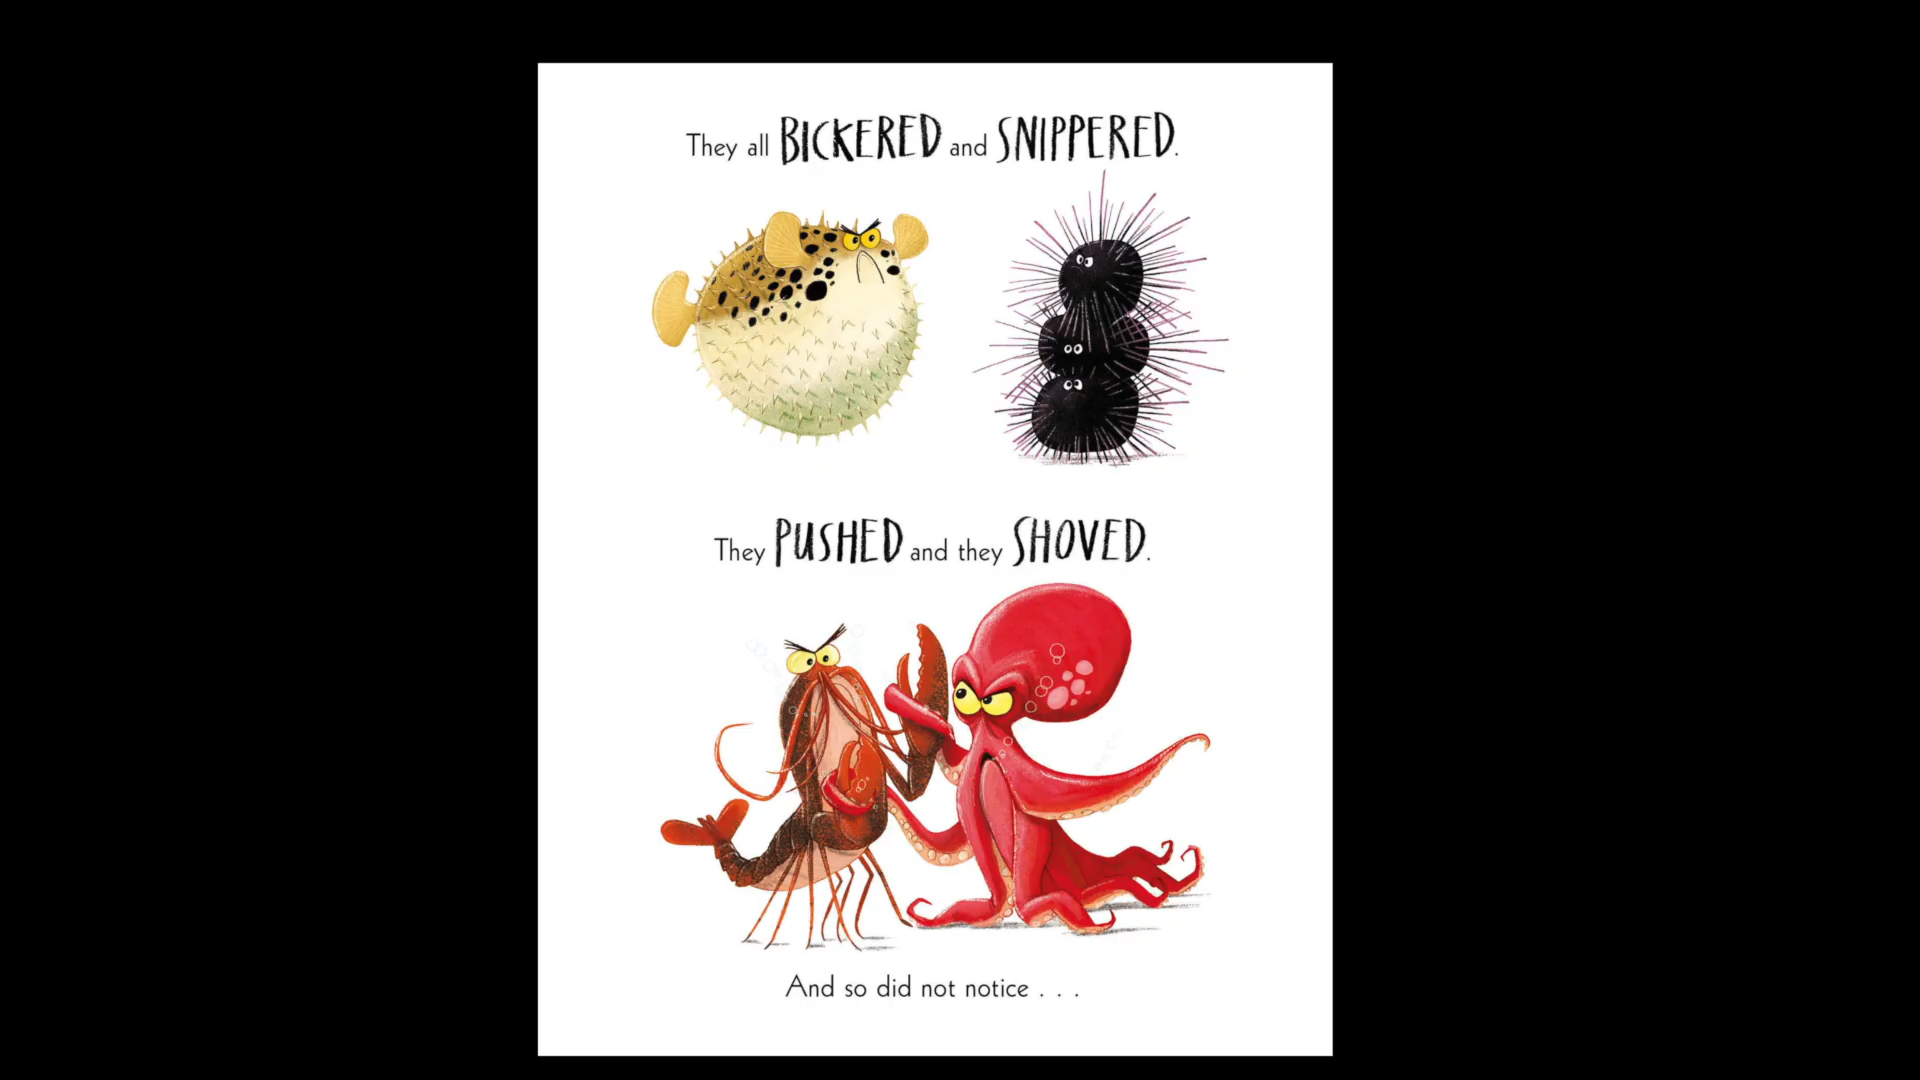 They all BICKERED and SNIPPERED.
They PUSHED and they SHOVED.
And so did not notice . . .